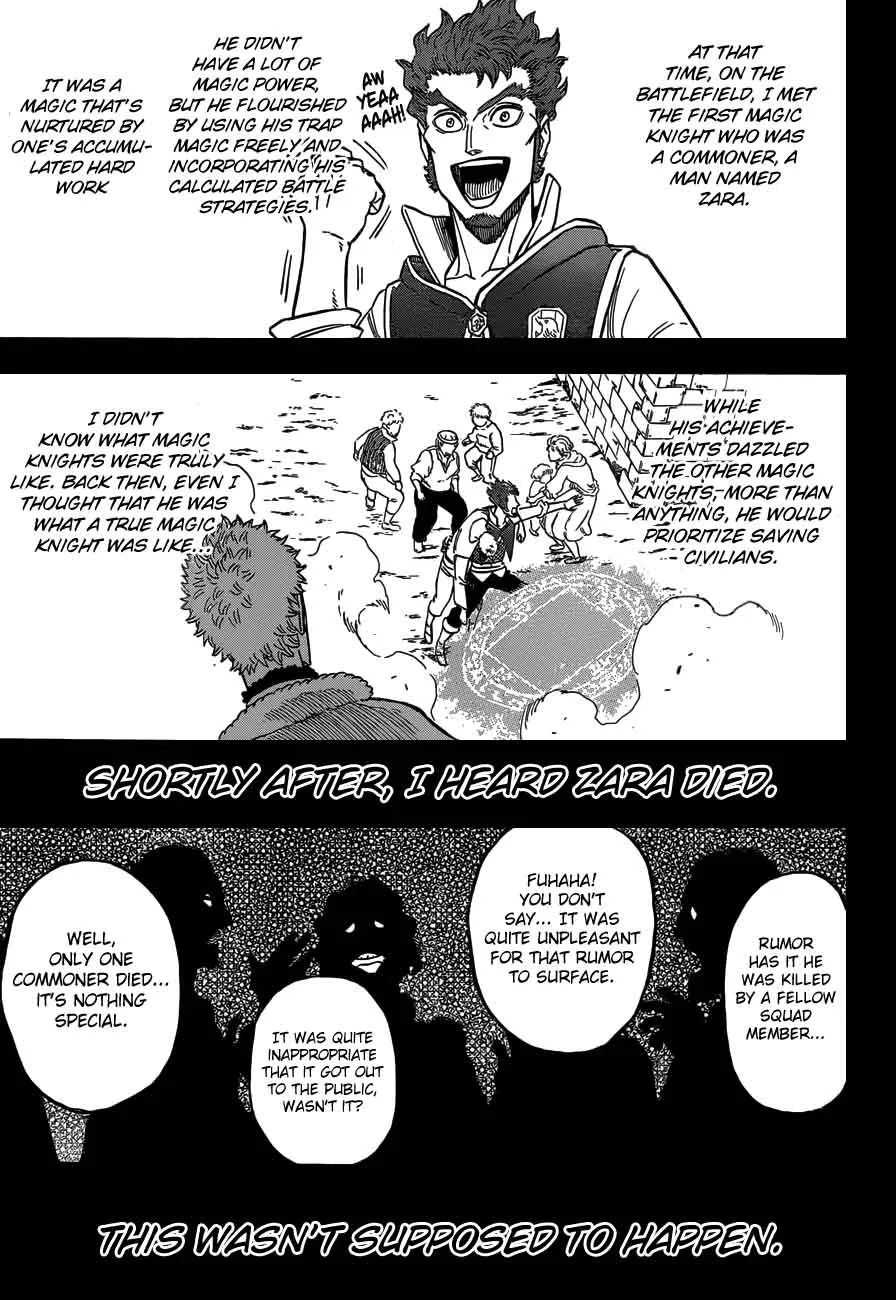 AT THAT
TIME, ON THE
BATTLEFIELD, I MET
THE FIRST MAGIC
KNIGHT WHO WAS
A COMMONER, A
MAN NAMED
ZARA.
AW
YEAA
AAAH!
HE DIDN'T
HAVE A LOT OF
MAGIC POWER,
BUT HE FLOURISHED
BY USING HIS TRAP
MAGIC FREELY AND
INCORPORATING HIS
CALCULATED BATTLE
STRATEGIES.
IT WAS A
MAGIC THAT'S
NURTURED BY
ONE'S ACCUMU-
LATED HARD
WORK
WHILE
HIS ACHIEVE-
MENTS DAZZLED
THE OTHER MAGIC
KNIGHTS, MORE THAN
ANYTHING, HE WOULD
PRIORITIZE SAVING
CIVILIANS.
I DIDN'T
KNOW WHAT MAGIC
KNIGHTS WERE TRULY
LIKE. BACK THEN, EVEN I
THOUGHT THAT HE WAS
WHAT A TRUE MAGIC
KNIGHT WAS LIKE...
SHORTLY AFTER, I HEARD ZARA DIED.
RUMOR
HAS IT HE
WAS KILLED
BY A FELLOW
SQUAD
MEMBER...
FUHAHA!
YOU DON'T
SAY... IT WAS
QUITE UNPLEASANT
FOR THAT RUMOR
TO SURFACE.
IT WAS QUITE
INAPPROPRIATE
THAT IT GOT OUT
TO THE PUBLIC,
WASN'T IT?
WELL,
ONLY ONE
COMMONER DIED...
IT'S NOTHING
SPECIAL.
THIS WASN'T SUPPOSED TO HAPPEN.